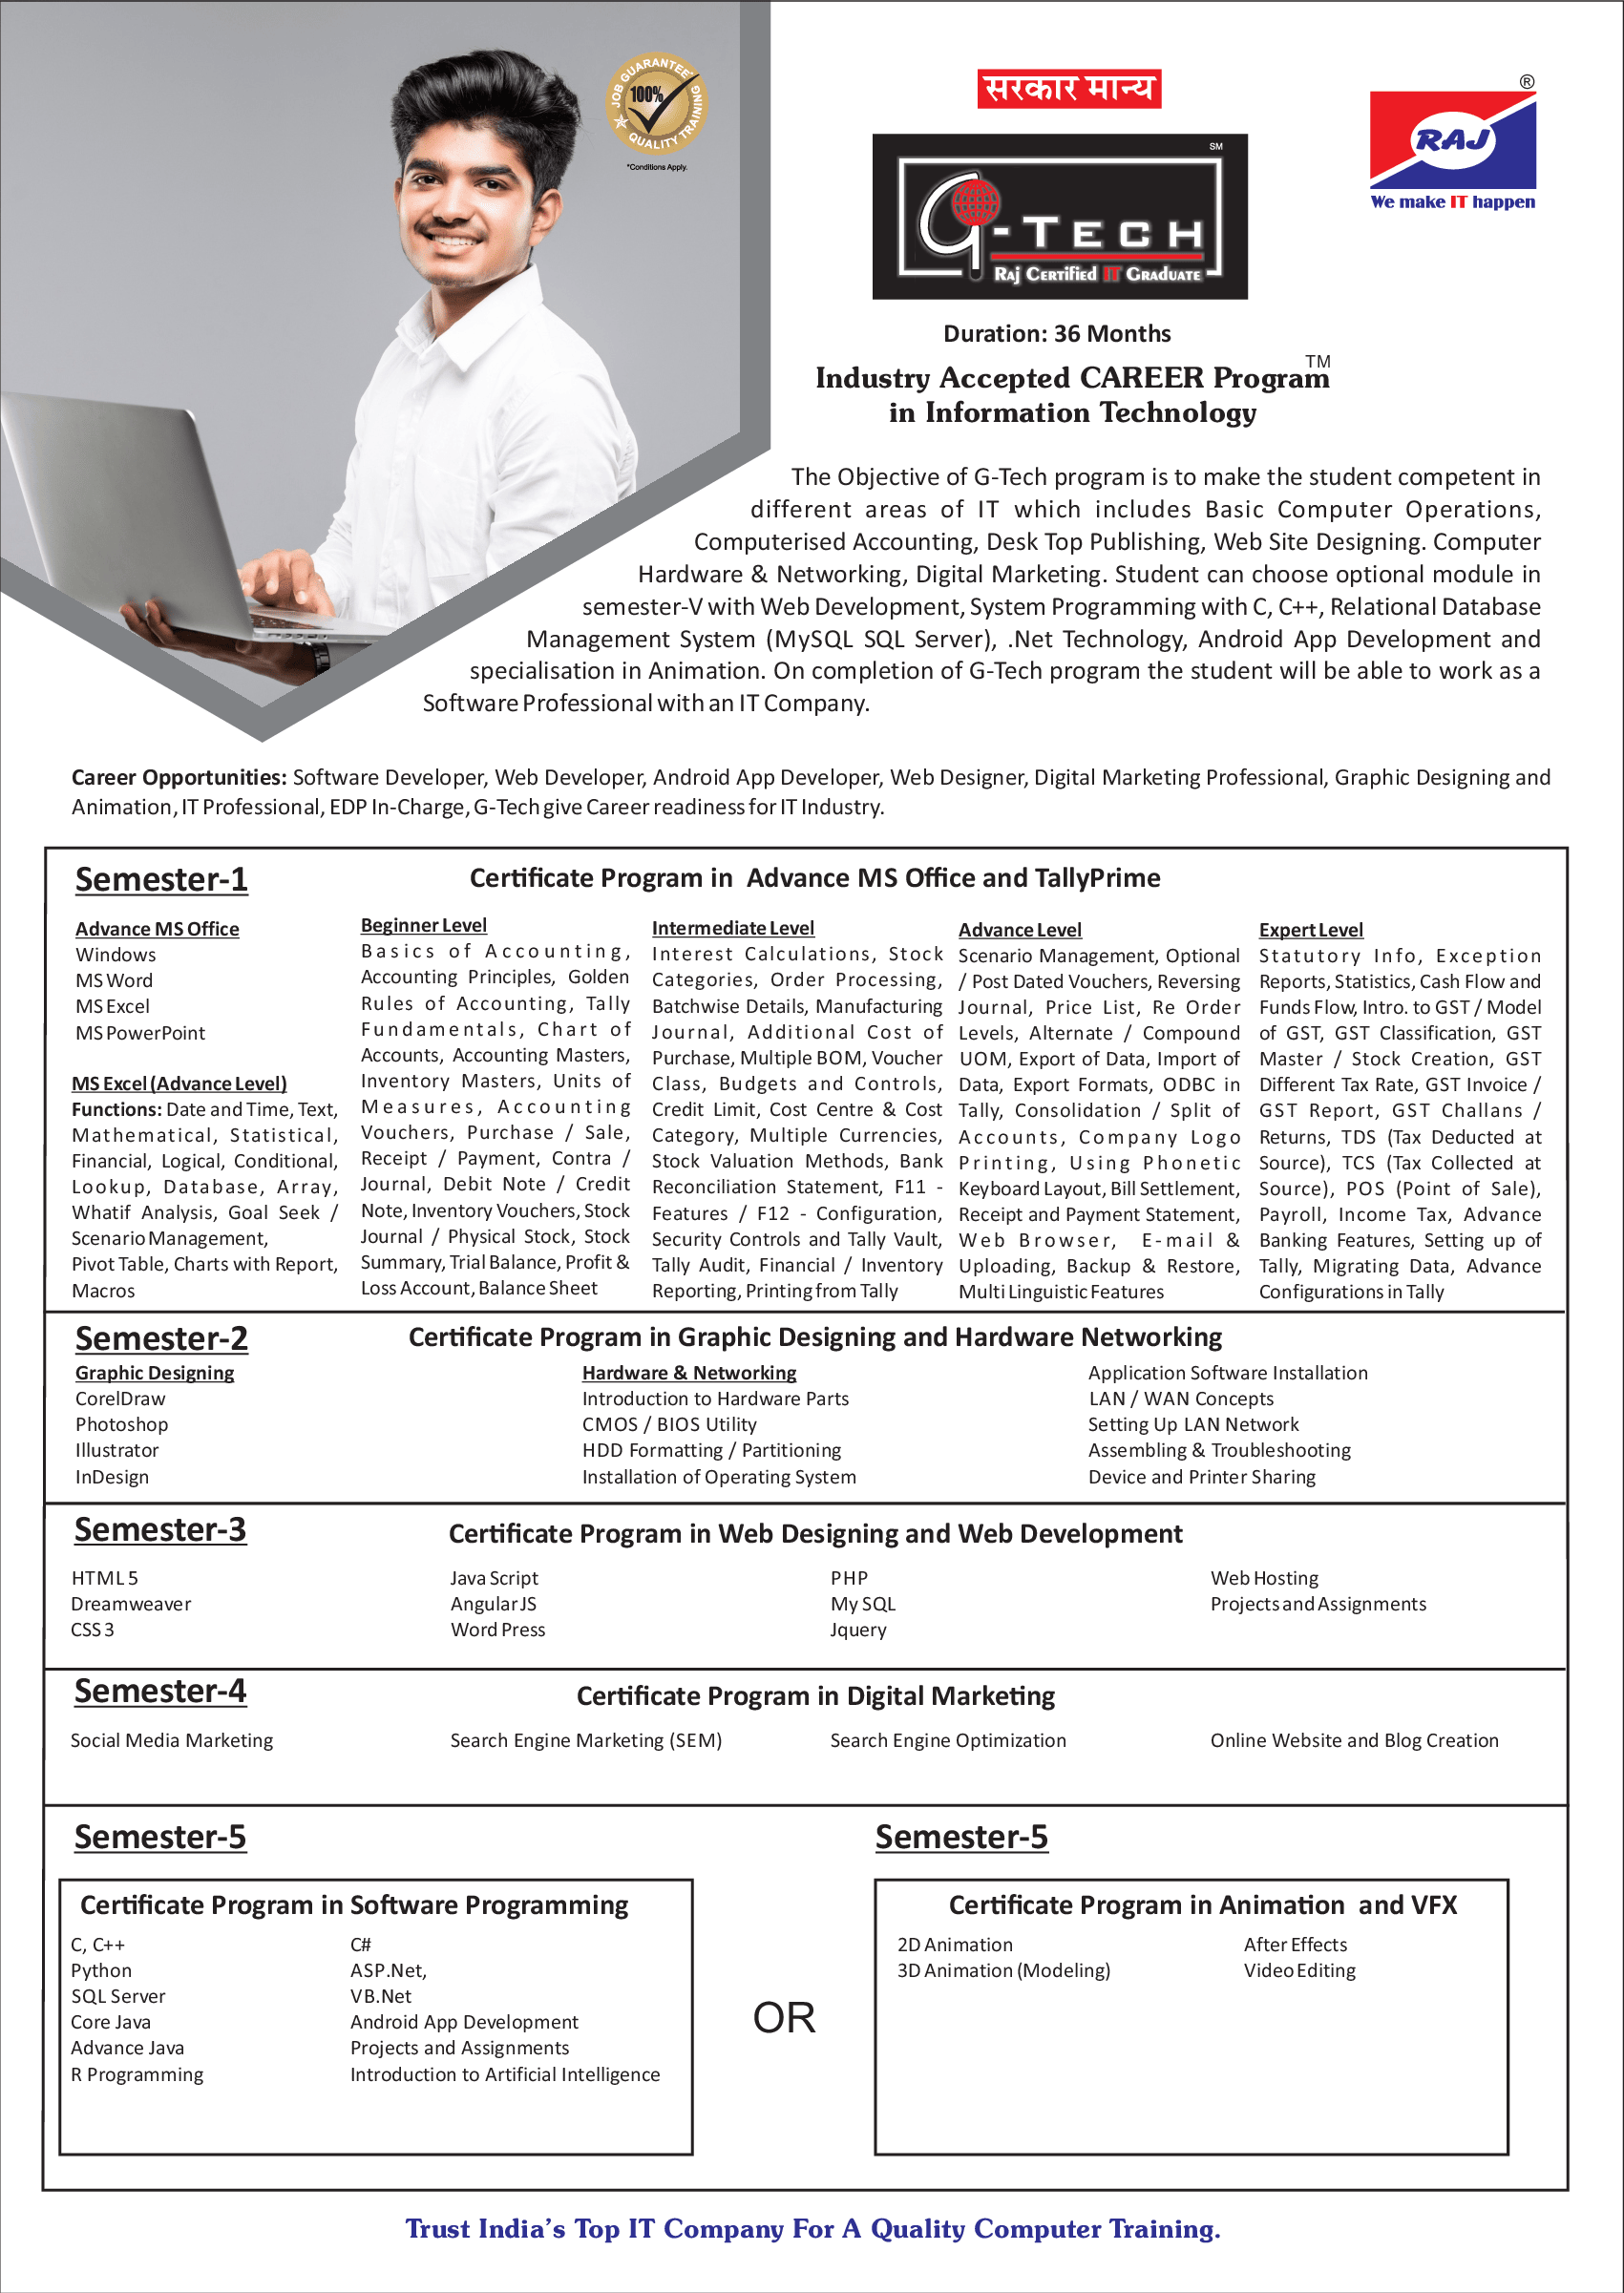 JOB GUARANTEE*
100%
QUALITY TRAINING
*Conditions Apply.
सरकार मान्य
SM
G-TECH
RAJ CERTIFIED IT GRADUATE
®
RAJ
We make IT happen
Duration: 36 Months
Industry Accepted CAREER Program TM
in Information Technology
The Objective of G-Tech program is to make the student competent in
different areas of IT which includes Basic Computer Operations,
Computerised Accounting, Desk Top Publishing, Web Site Designing. Computer
Hardware & Networking, Digital Marketing. Student can choose optional module in
semester-V with Web Development, System Programming with C, C++, Relational Database
Management System (MySQL SQL Server), .Net Technology, Android App Development and
specialisation in Animation. On completion of G-Tech program the student will be able to work as a
Software Professional with an IT Company.
Career Opportunities: Software Developer, Web Developer, Android App Developer, Web Designer, Digital Marketing Professional, Graphic Designing and
Animation, IT Professional, EDP In-Charge, G-Tech give Career readiness for IT Industry.
Semester-1
Certificate Program in Advance MS Office and TallyPrime
Advance MS Office
Windows
MS Word
MS Excel
MS PowerPoint
MS Excel (Advance Level)
Functions: Date and Time, Text,
Mathematical, Statistical,
Financial, Logical, Conditional,
Lookup, Database, Array,
Whatif Analysis, Goal Seek /
Scenario Management,
Pivot Table, Charts with Report,
Macros
Beginner Level
Basics of Accounting,
Accounting Principles, Golden
Rules of Accounting, Tally
Fundamentals, Chart of
Accounts, Accounting Masters,
Inventory Masters, Units of
Measures, Accounting
Vouchers, Purchase / Sale,
Receipt / Payment, Contra /
Journal, Debit Note / Credit
Note, Inventory Vouchers, Stock
Journal / Physical Stock, Stock
Summary, Trial Balance, Profit &
Loss Account, Balance Sheet
Intermediate Level
Interest Calculations, Stock
Categories, Order Processing,
Batchwise Details, Manufacturing
Journal, Additional Cost of
Purchase, Multiple BOM, Voucher
Class, Budgets and Controls,
Credit Limit, Cost Centre & Cost
Category, Multiple Currencies,
Stock Valuation Methods, Bank
Reconciliation Statement, F11 -
Features / F12 - Configuration,
Security Controls and Tally Vault,
Tally Audit, Financial / Inventory
Reporting, Printing from Tally
Advance Level
Scenario Management, Optional
/ Post Dated Vouchers, Reversing
Journal, Price List, Re Order
Levels, Alternate / Compound
UOM, Export of Data, Import of
Data, Export Formats, ODBC in
Tally, Consolidation / Split of
Accounts, Company Logo
Printing, Using Phonetic
Keyboard Layout, Bill Settlement,
Receipt and Payment Statement,
Web Browser, E-mail &
Uploading, Backup & Restore,
Multi Linguistic Features
Expert Level
Statutory Info, Exception
Reports, Statistics, Cash Flow and
Funds Flow, Intro. to GST / Model
of GST, GST Classification, GST
Master / Stock Creation, GST
Different Tax Rate, GST Invoice /
GST Report, GST Challans /
Returns, TDS (Tax Deducted at
Source), TCS (Tax Collected at
Source), POS (Point of Sale),
Payroll, Income Tax, Advance
Banking Features, Setting up of
Tally, Migrating Data, Advance
Configurations in Tally
Semester-2
Certificate Program in Graphic Designing and Hardware Networking
Graphic Designing
CorelDraw
Photoshop
Illustrator
InDesign
Hardware & Networking
Introduction to Hardware Parts
CMOS / BIOS Utility
HDD Formatting / Partitioning
Installation of Operating System
Application Software Installation
LAN / WAN Concepts
Setting Up LAN Network
Assembling & Troubleshooting
Device and Printer Sharing
Semester-3
Certificate Program in Web Designing and Web Development
HTML 5
Dreamweaver
CSS 3
Java Script
Angular JS
Word Press
PHP
My SQL
Jquery
Web Hosting
Projects and Assignments
Semester-4
Certificate Program in Digital Marketing
Social Media Marketing
Search Engine Marketing (SEM)
Search Engine Optimization
Online Website and Blog Creation
Semester-5
Certificate Program in Software Programming
C, C++
Python
SQL Server
Core Java
Advance Java
R Programming
C#
ASP.Net,
VB.Net
Android App Development
Projects and Assignments
Introduction to Artificial Intelligence
OR
Semester-5
Certificate Program in Animation and VFX
2D Animation
3D Animation (Modeling)
After Effects
Video Editing
Trust India's Top IT Company For A Quality Computer Training.